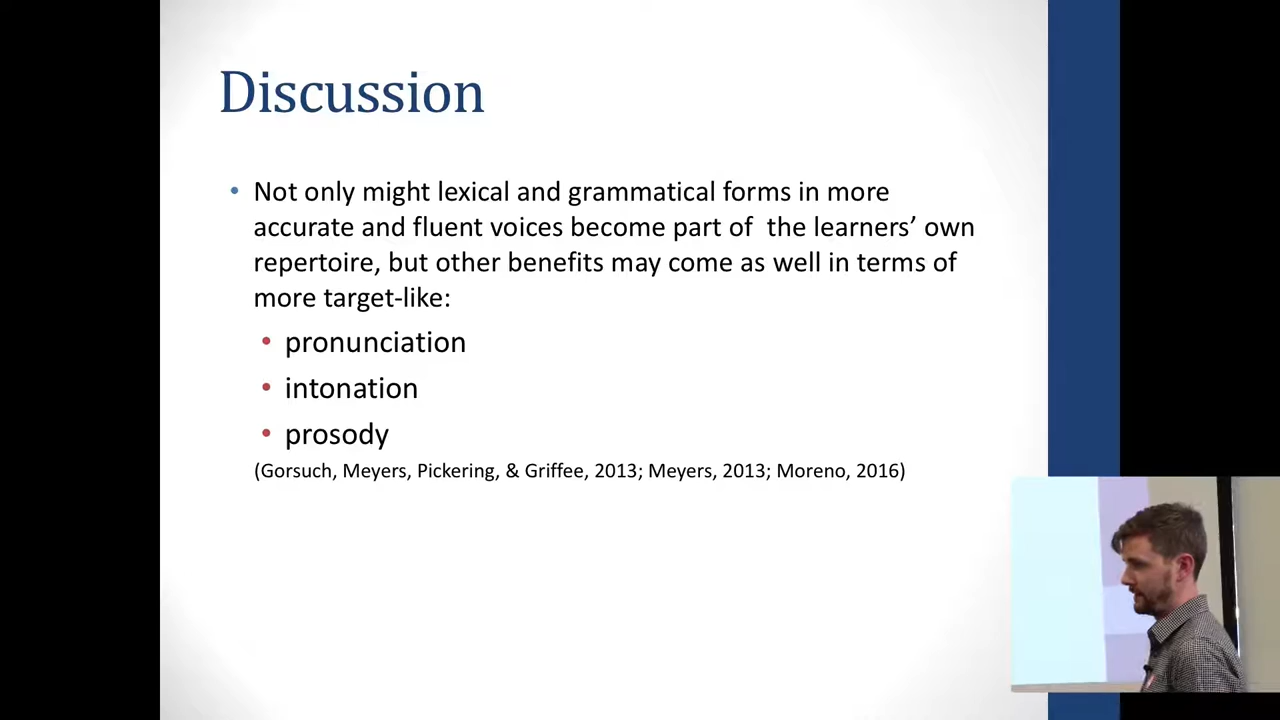 Discussion
• Not only might lexical and grammatical forms in more
accurate and fluent voices become part of  the learners’ own
repertoire, but other benefits may come as well in terms of
more target-like:
• pronunciation
• intonation
• prosody
(Gorsuch, Meyers, Pickering, & Griffee, 2013; Meyers, 2013; Moreno, 2016)